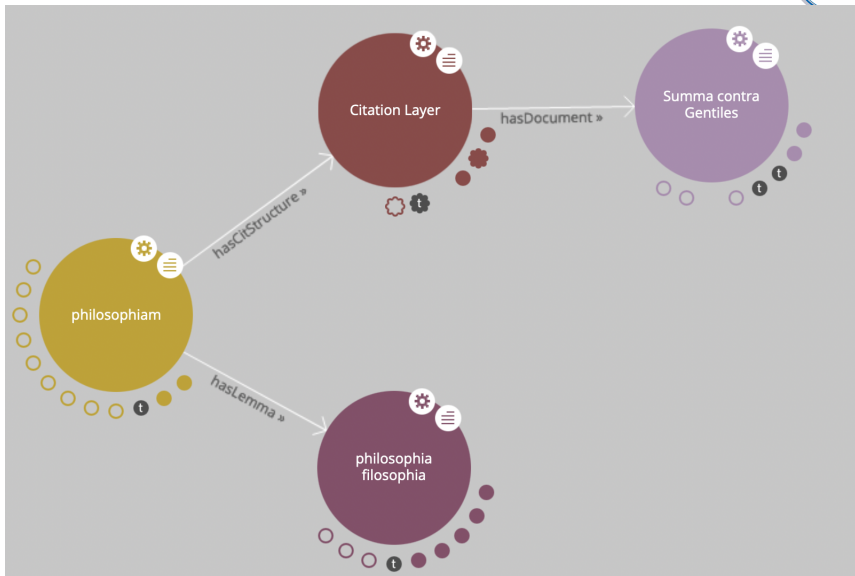 Citation Layer
hasDocument »
Summa contra
Gentiles
t
t
t
hasCitStructure »
philosophiam
t
hasLemma »
philosophia
filosophia
t